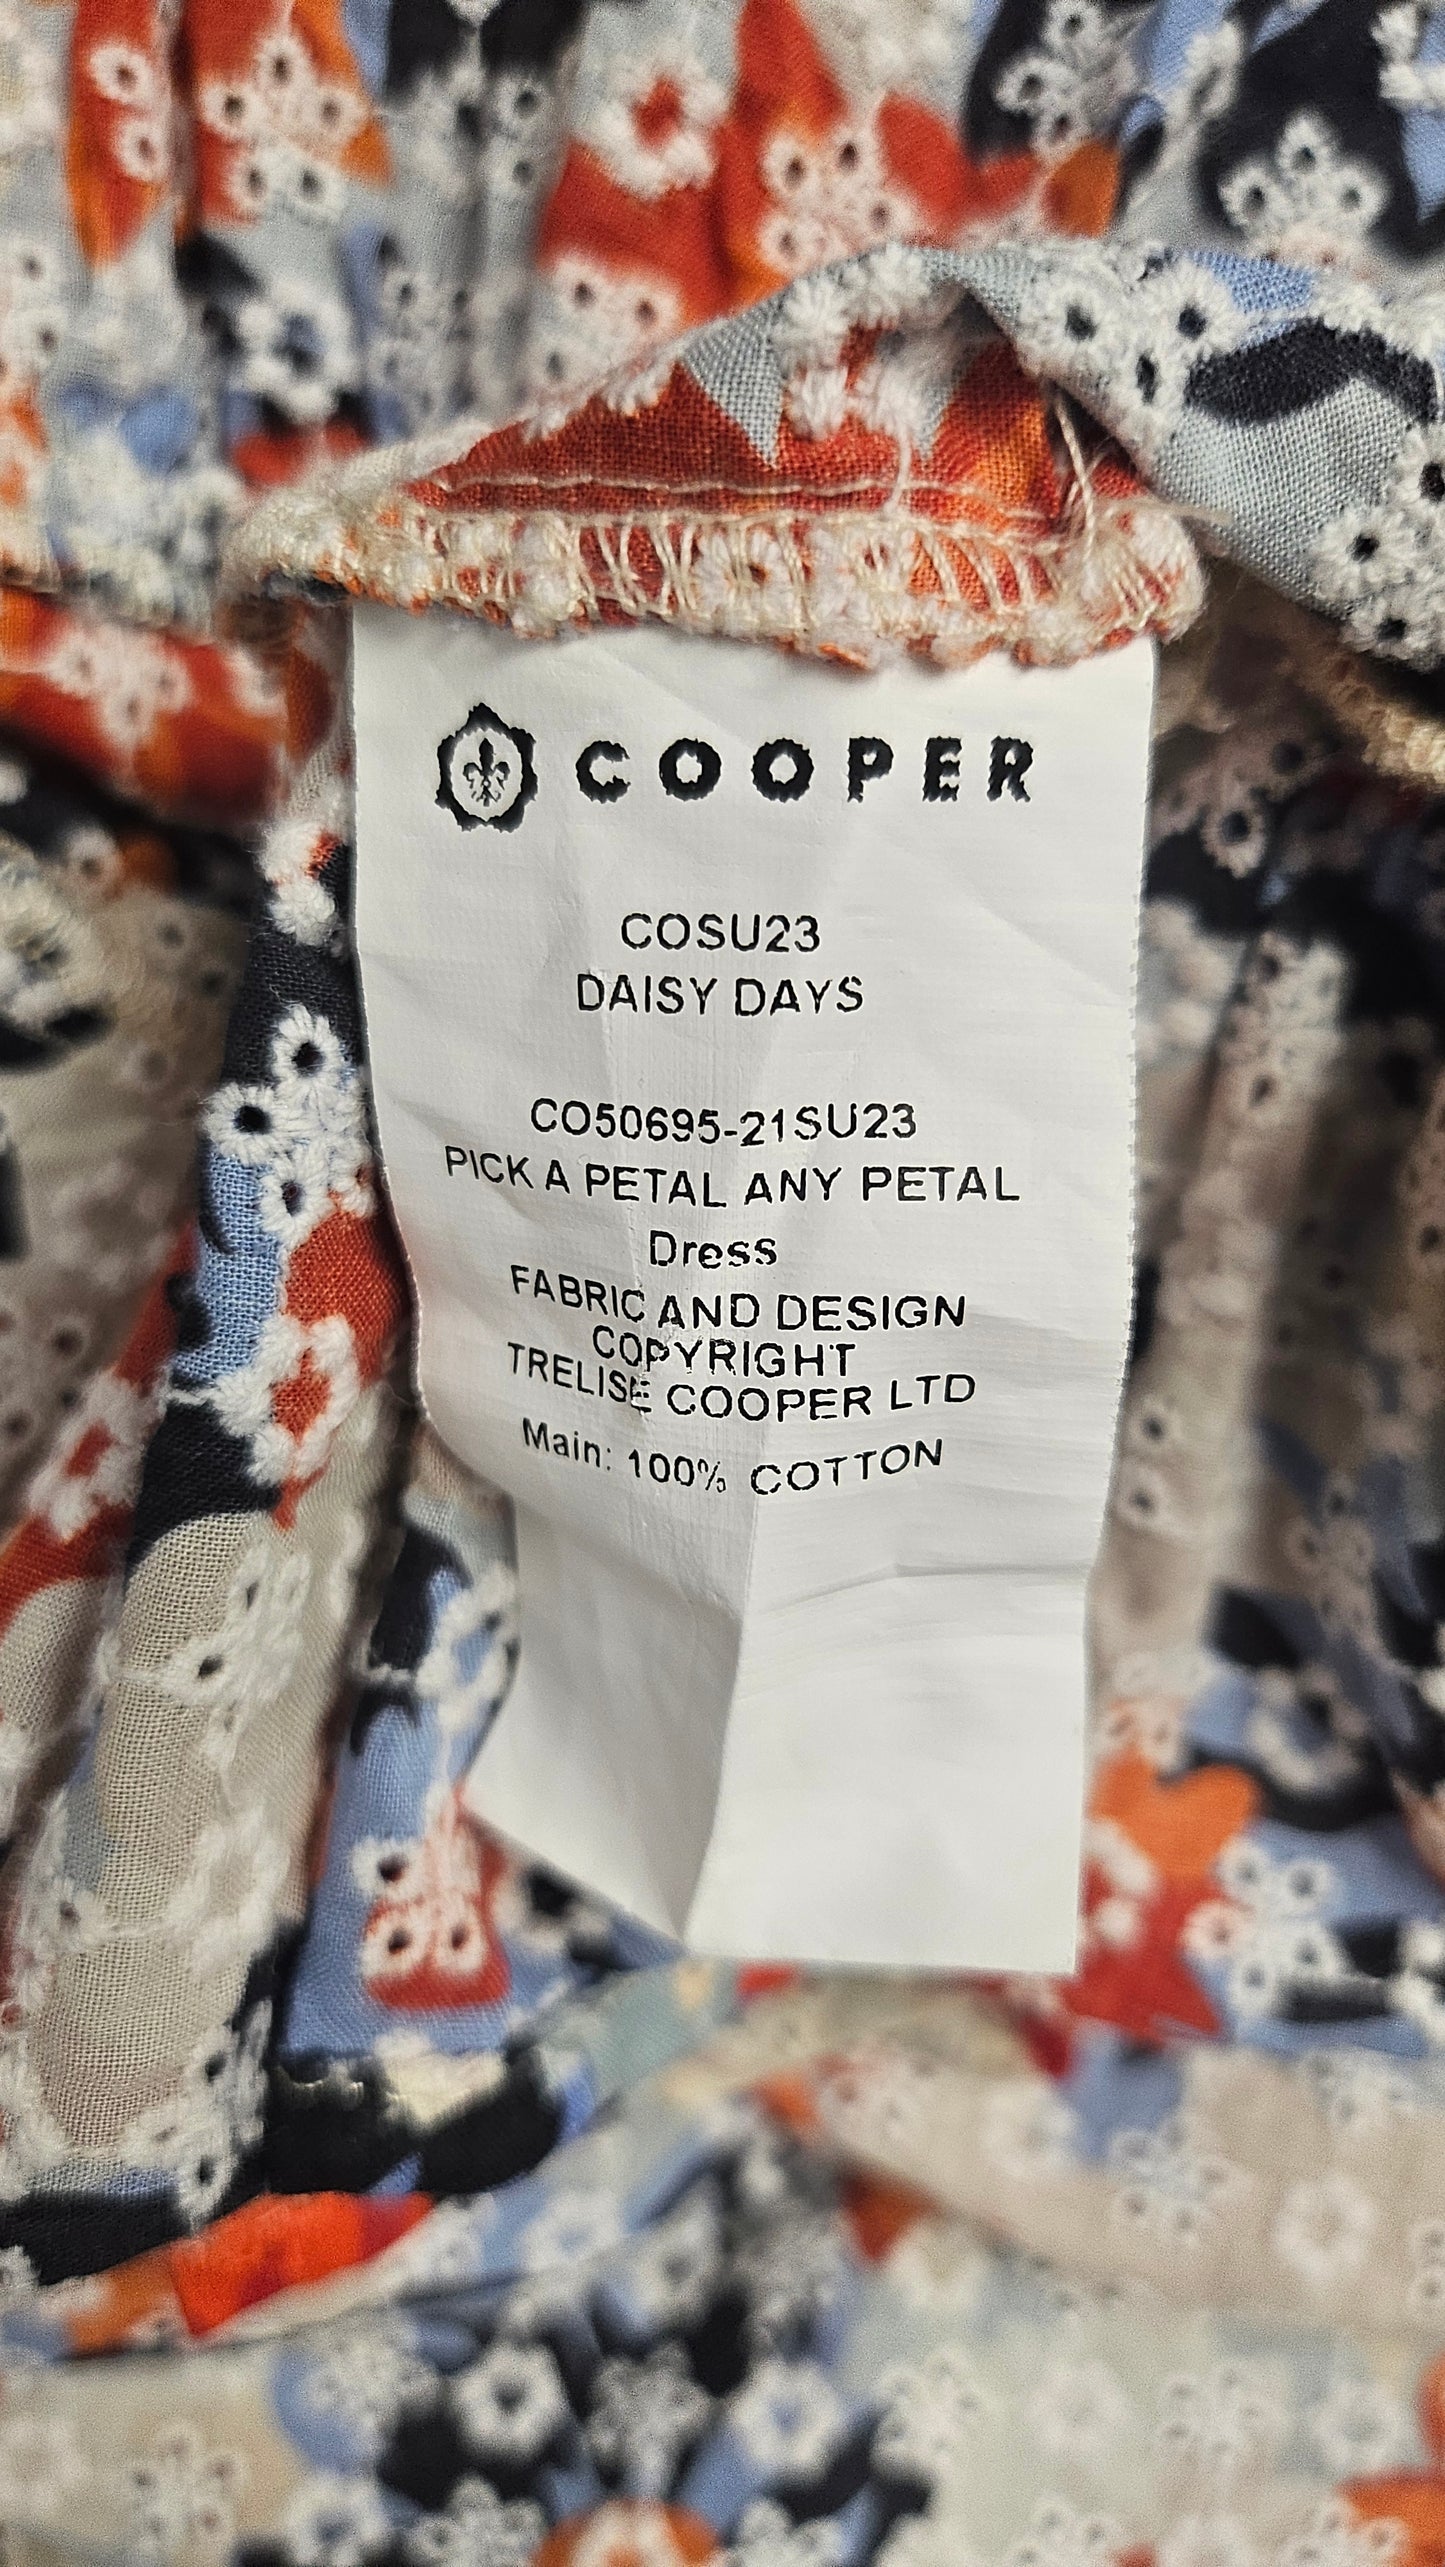 COOPER
COSU23
DAISY DAYS
CO50695-21SU23
PICK A PETAL ANY PETAL
Dress
FABRIC AND DESIGN
COPYRIGHT
TRELISE COOPER LTD
Main: 100% COTTON